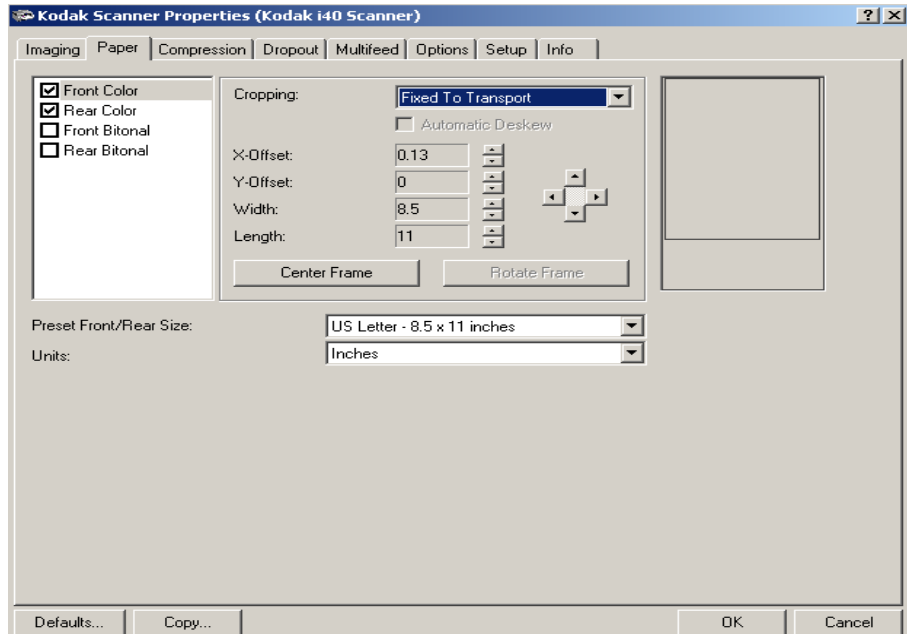 Kodak Scanner Properties (Kodak i40 Scanner)
Imaging Paper Compression Dropout Multifeed Options Setup Info
Front Color
Rear Color
Front Bitonal
Rear Bitonal
Cropping: Fixed To Transport
Automatic Deskew
X-Offset: 0.13
Y-Offset: 0
Width: 8.5
Length: 11
Center Frame Rotate Frame
Preset Front/Rear Size: US Letter - 8.5 x 11 inches
Units: Inches
Defaults... Copy... OK Cancel